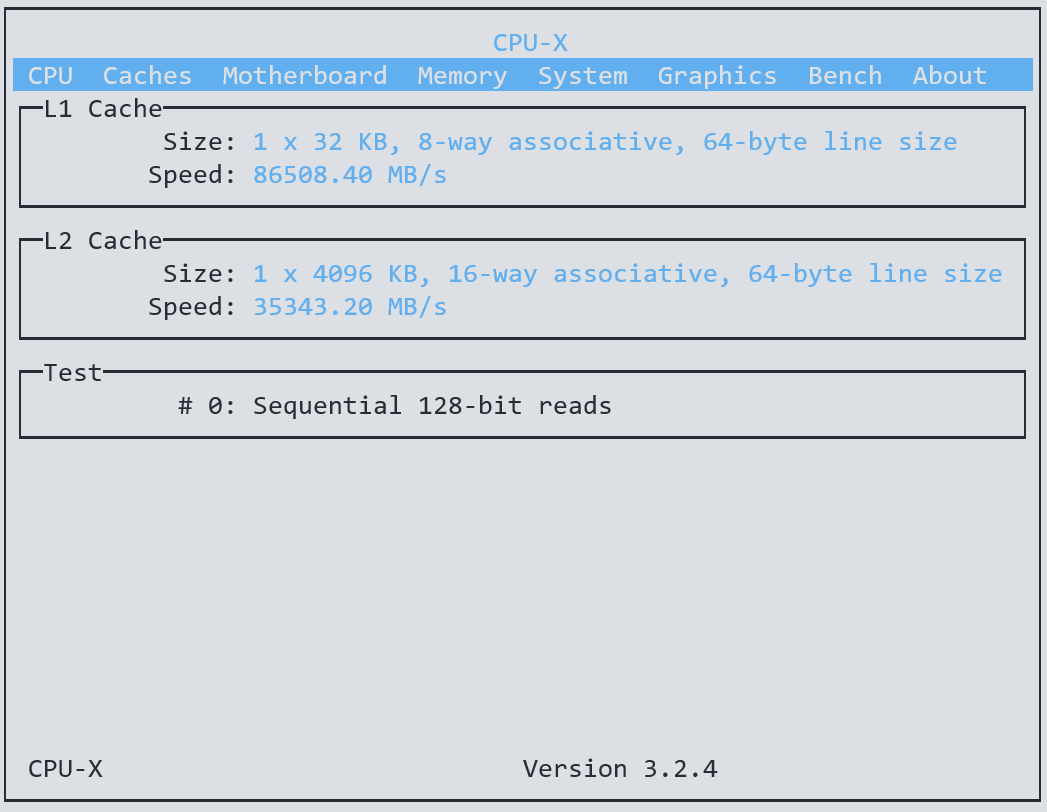 CPU-X
CPU Caches Motherboard Memory System Graphics Bench About
L1 Cache
Size: 1 x 32 KB, 8-way associative, 64-byte line size
Speed: 86508.40 MB/s
L2 Cache
Size: 1 x 4096 KB, 16-way associative, 64-byte line size
Speed: 35343.20 MB/s
Test
# 0: Sequential 128-bit reads
CPU-X Version 3.2.4